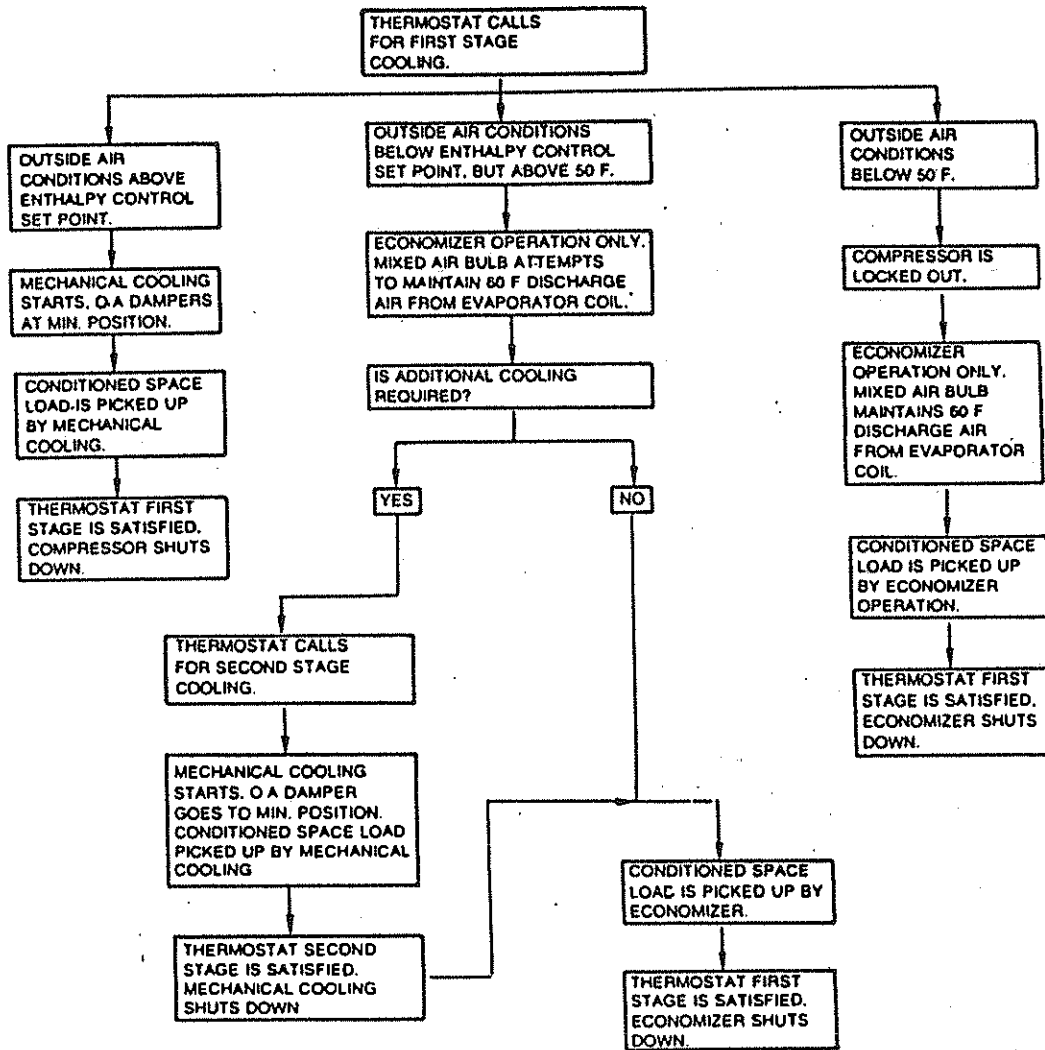 THERMOSTAT CALLS
FOR FIRST STAGE
COOLING.
OUTSIDE AIR
CONDITIONS ABOVE
ENTHALPY CONTROL
SET POINT.
MECHANICAL COOLING
STARTS. O.A DAMPERS
AT MIN. POSITION.
CONDITIONED SPACE
LOAD IS PICKED UP
BY MECHANICAL
COOLING.
THERMOSTAT FIRST
STAGE IS SATISFIED.
COMPRESSOR SHUTS
DOWN.
OUTSIDE AIR CONDITIONS
BELOW ENTHALPY CONTROL
SET POINT, BUT ABOVE 50 F.
ECONOMIZER OPERATION ONLY.
MIXED AIR BULB ATTEMPTS
TO MAINTAIN 60 F DISCHARGE
AIR FROM EVAPORATOR COIL.
IS ADDITIONAL COOLING
REQUIRED?
YES
NO
THERMOSTAT CALLS
FOR SECOND STAGE
COOLING.
MECHANICAL COOLING
STARTS. O A DAMPER
GOES TO MIN. POSITION.
CONDITIONED SPACE LOAD
PICKED UP BY MECHANICAL
COOLING
THERMOSTAT SECOND
STAGE IS SATISFIED.
MECHANICAL COOLING
SHUTS DOWN
CONDITIONED SPACE
LOAD IS PICKED UP BY
ECONOMIZER.
THERMOSTAT FIRST
STAGE IS SATISFIED.
ECONOMIZER SHUTS
DOWN.
OUTSIDE AIR
CONDITIONS
BELOW 50 F.
COMPRESSOR IS
LOCKED OUT.
ECONOMIZER
OPERATION ONLY.
MIXED AIR BULB
MAINTAINS 60 F
DISCHARGE AIR
FROM EVAPORATOR
COIL.
CONDITIONED SPACE
LOAD IS PICKED UP
BY ECONOMIZER
OPERATION.
THERMOSTAT FIRST
STAGE IS SATISFIED.
ECONOMIZER SHUTS
DOWN.